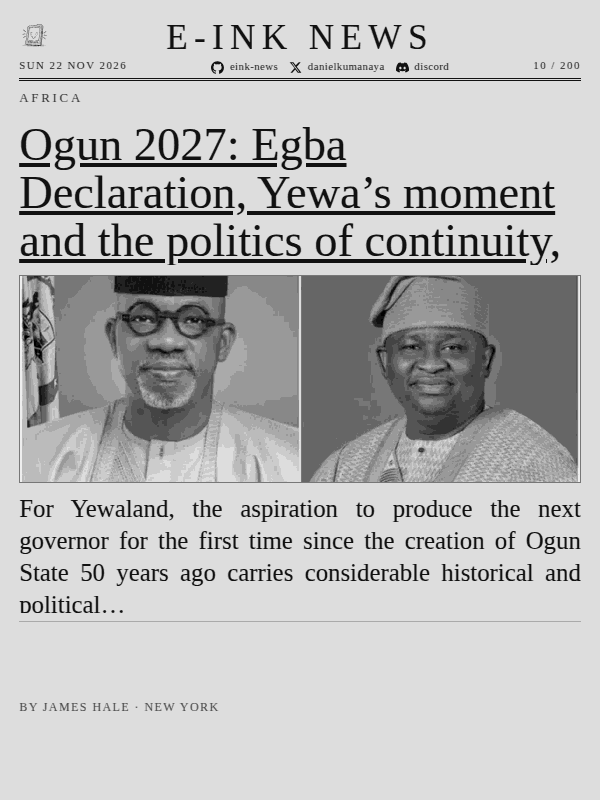 E-INK NEWS
SUN 22 NOV 2026
eink-news danielkumanaya discord
10 / 200
AFRICA
Ogun 2027: Egba
Declaration, Yewa’s moment
and the politics of continuity,
For Yewaland, the aspiration to produce the next
governor for the first time since the creation of Ogun
State 50 years ago carries considerable historical and
political…
BY JAMES HALE · NEW YORK